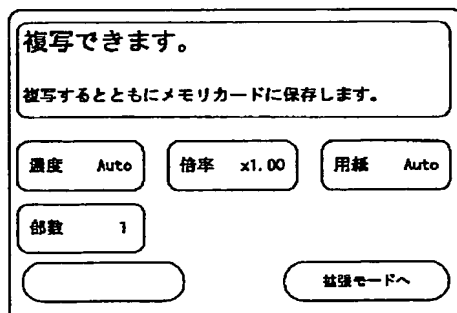 複写できます。
複写するとともにメモリカードに保存します。
濃度 Auto
倍率 x1.00
用紙 Auto
部数 1
拡張モードへ